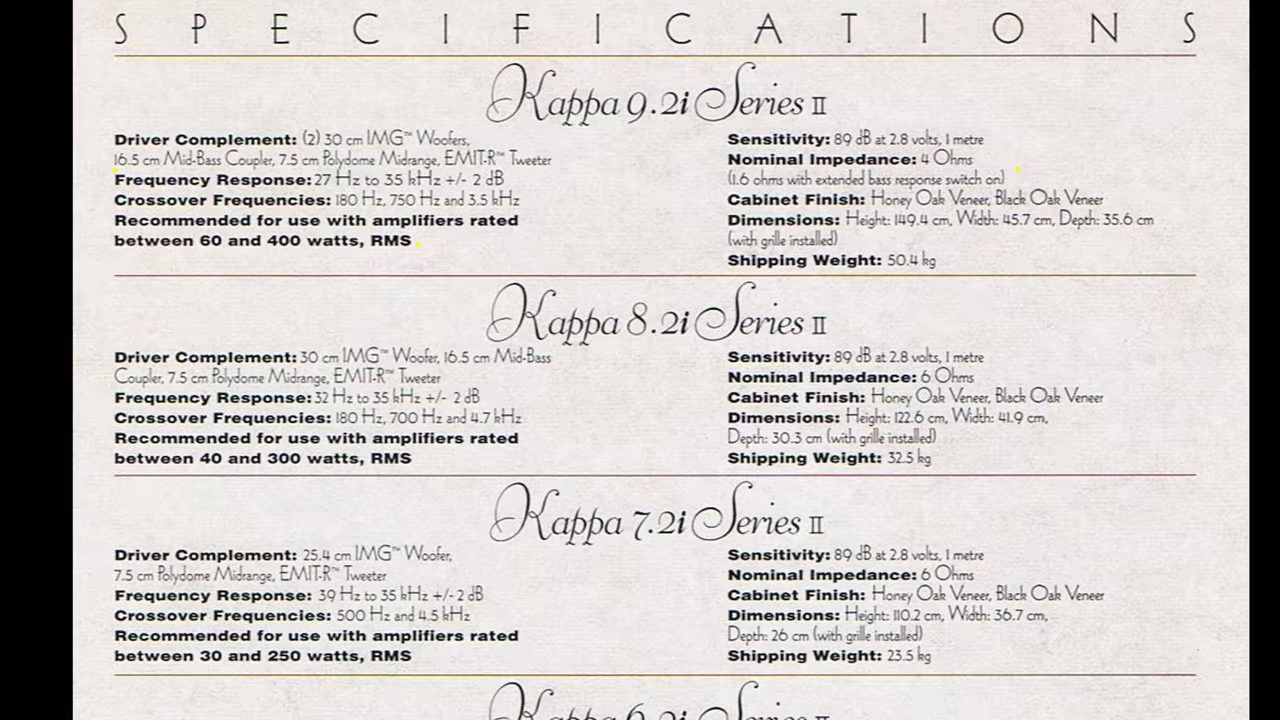 SPECIFICATIONS
Kappa 9.2i Series II
Driver Complement: (2) 30 cm IMG™ Woofers,
16.5 cm Mid-Bass Coupler, 7.5 cm Polydome Midrange, EMIT-R™ Tweeter
Frequency Response: 27 Hz to 35 kHz +/- 2 dB
Crossover Frequencies: 180 Hz, 750 Hz and 3.5 kHz
Recommended for use with amplifiers rated
between 60 and 400 watts, RMS
Sensitivity: 89 dB at 2.8 volts, 1 metre
Nominal Impedance: 4 Ohms
(1.6 ohms with extended bass response switch on)
Cabinet Finish: Honey Oak Veneer, Black Oak Veneer
Dimensions: Height: 149.4 cm, Width: 45.7 cm, Depth: 35.6 cm
(with grille installed)
Shipping Weight: 50.4 kg
Kappa 8.2i Series II
Driver Complement: 30 cm IMG™ Woofer, 16.5 cm Mid-Bass
Coupler, 7.5 cm Polydome Midrange, EMIT-R™ Tweeter
Frequency Response: 32 Hz to 35 kHz +/- 2 dB
Crossover Frequencies: 180 Hz, 700 Hz and 4.7 kHz
Recommended for use with amplifiers rated
between 40 and 300 watts, RMS
Sensitivity: 89 dB at 2.8 volts, 1 metre
Nominal Impedance: 6 Ohms
Cabinet Finish: Honey Oak Veneer, Black Oak Veneer
Dimensions: Height: 122.6 cm, Width: 41.9 cm,
Depth: 30.3 cm (with grille installed)
Shipping Weight: 32.5 kg
Kappa 7.2i Series II
Driver Complement: 25.4 cm IMG™ Woofer,
7.5 cm Polydome Midrange, EMIT-R™ Tweeter
Frequency Response: 39 Hz to 35 kHz +/- 2 dB
Crossover Frequencies: 500 Hz and 4.5 kHz
Recommended for use with amplifiers rated
between 30 and 250 watts, RMS
Sensitivity: 89 dB at 2.8 volts, 1 metre
Nominal Impedance: 6 Ohms
Cabinet Finish: Honey Oak Veneer, Black Oak Veneer
Dimensions: Height: 110.2 cm, Width: 36.7 cm,
Depth: 26 cm (with grille installed)
Shipping Weight: 23.5 kg
Kappa 6.2i Series II